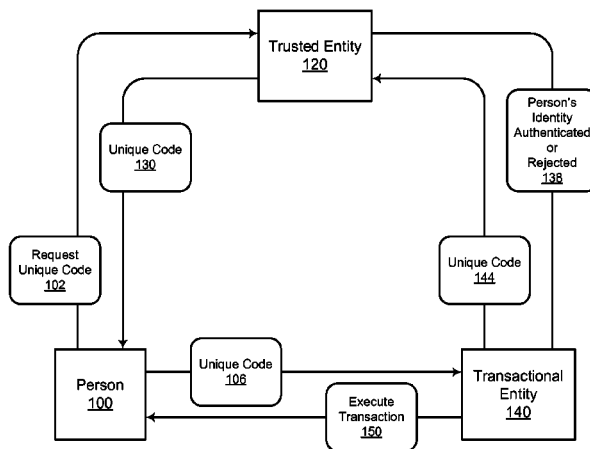 Trusted Entity
120
Person's
Identity
Authenticated
or
Rejected
138
Unique Code
130
Request
Unique Code
102
Unique Code
144
Person
100
Unique Code
106
Transactional
Entity
140
Execute
Transaction
150